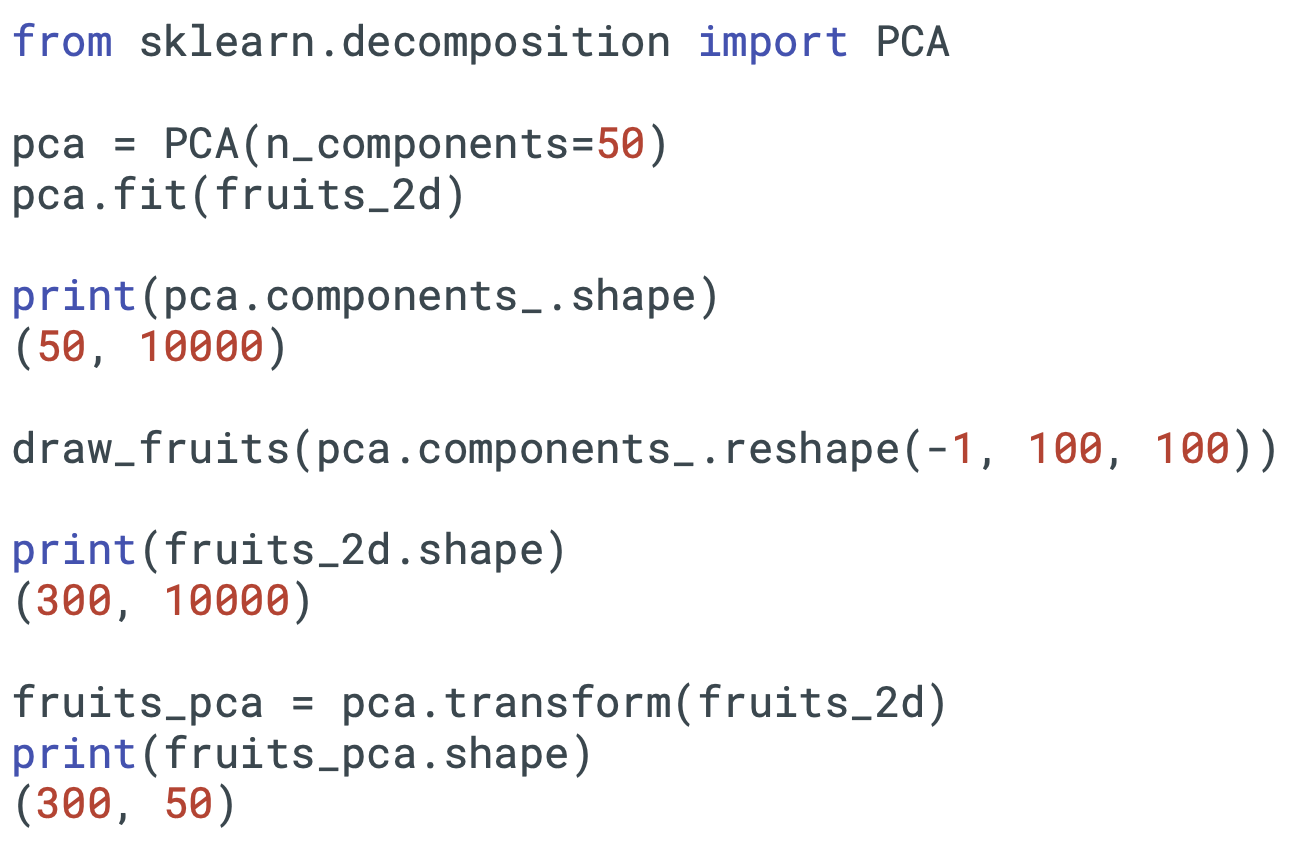 from sklearn.decomposition import PCA
pca = PCA(n_components=50)
pca.fit(fruits_2d)
print(pca.components_.shape)
(50, 10000)
draw_fruits(pca.components_.reshape(-1, 100, 100))
print(fruits_2d.shape)
(300, 10000)
fruits_pca = pca.transform(fruits_2d)
print(fruits_pca.shape)
(300, 50)